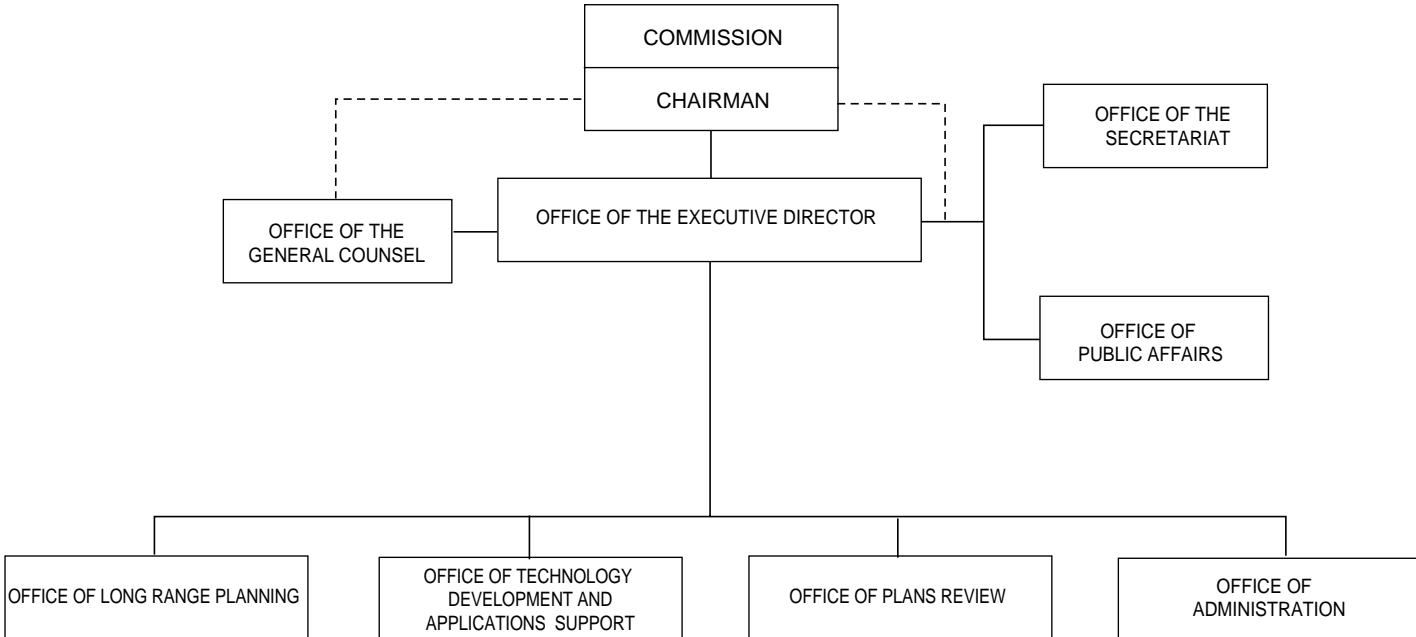 COMMISSION
CHAIRMAN
OFFICE OF THE
SECRETARIAT
OFFICE OF THE EXECUTIVE DIRECTOR
OFFICE OF THE
GENERAL COUNSEL
OFFICE OF
PUBLIC AFFAIRS
OFFICE OF LONG RANGE PLANNING
OFFICE OF TECHNOLOGY
DEVELOPMENT AND
APPLICATIONS SUPPORT
OFFICE OF PLANS REVIEW
OFFICE OF
ADMINISTRATION